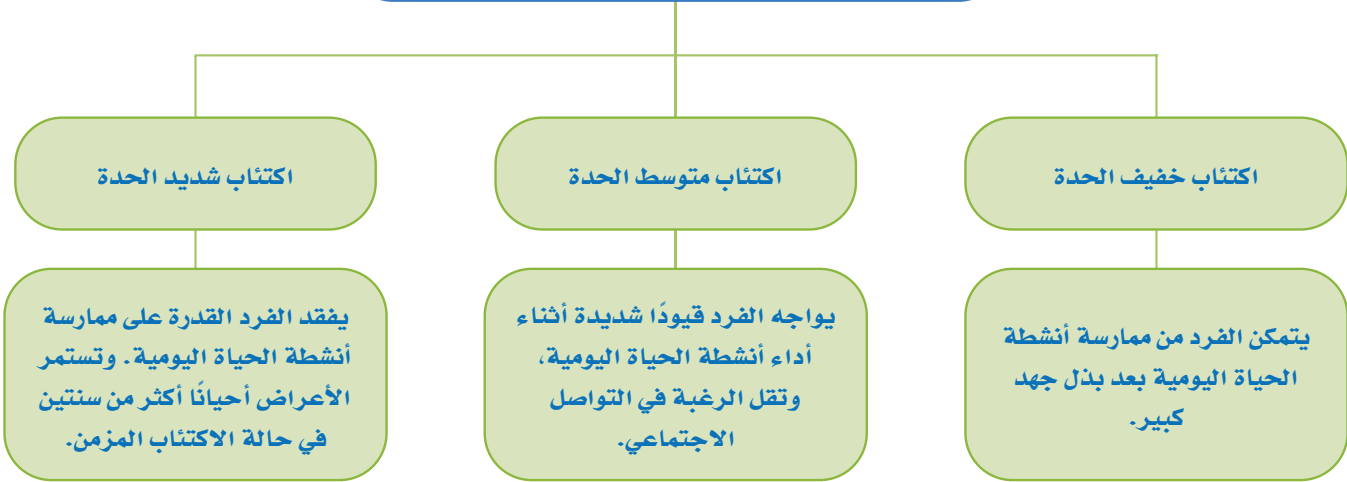 اكتئاب خفيف الحدة
اكتئاب متوسط الحدة
اكتئاب شديد الحدة
يتمكن الفرد من ممارسة أنشطة
الحياة اليومية بعد بذل جهد
كبير.
يواجه الفرد قيودًا شديدة أثناء
أداء أنشطة الحياة اليومية،
وتقل الرغبة في التواصل
الاجتماعي.
يفقد الفرد القدرة على ممارسة
أنشطة الحياة اليومية. وتستمر
الأعراض أحيانًا أكثر من سنتين
في حالة الاكتئاب المزمن.